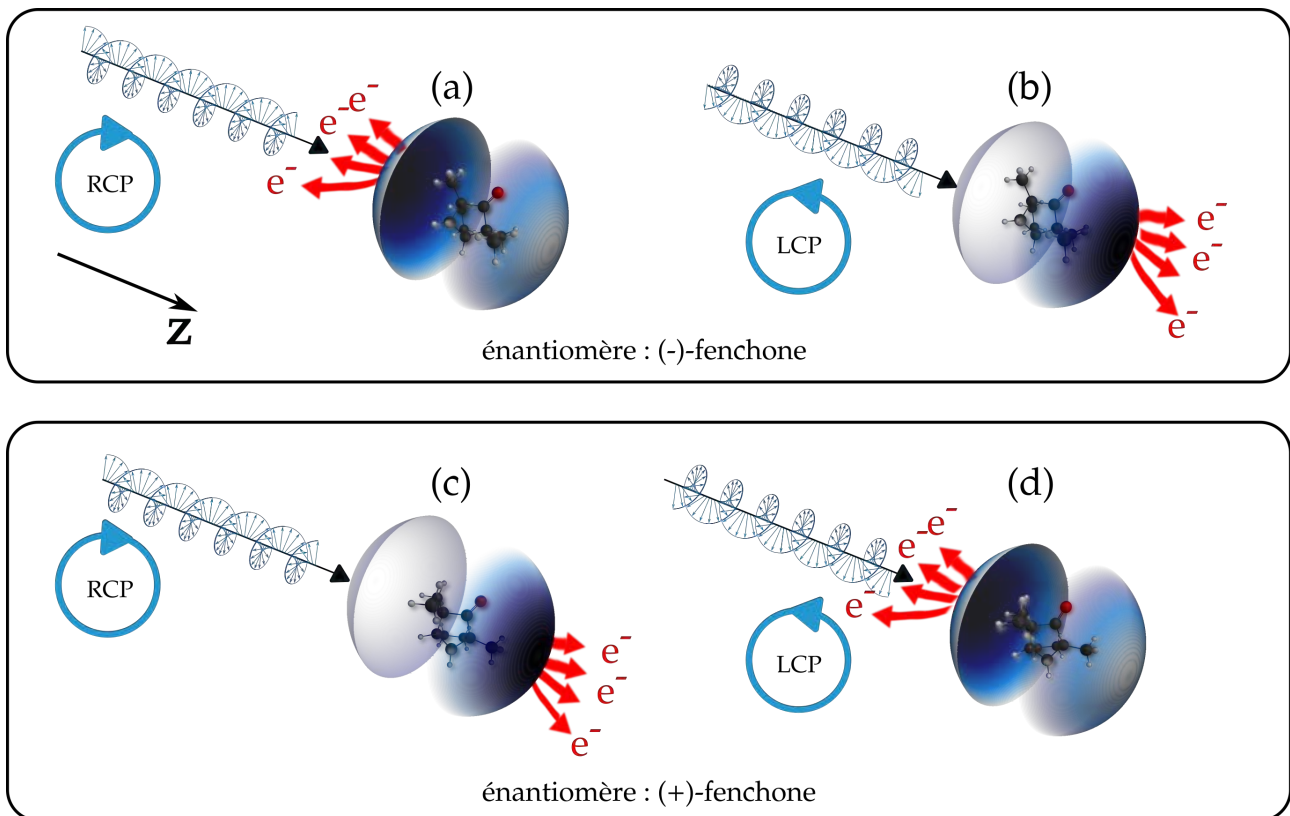 (a)
(b)
RCP
e⁻
e⁻
e⁻
LCP
e⁻
e⁻
e⁻
z
énantiomère : (-)-fenchone
(c)
(d)
RCP
e⁻
e⁻
e⁻
LCP
e⁻
e⁻
e⁻
énantiomère : (+)-fenchone